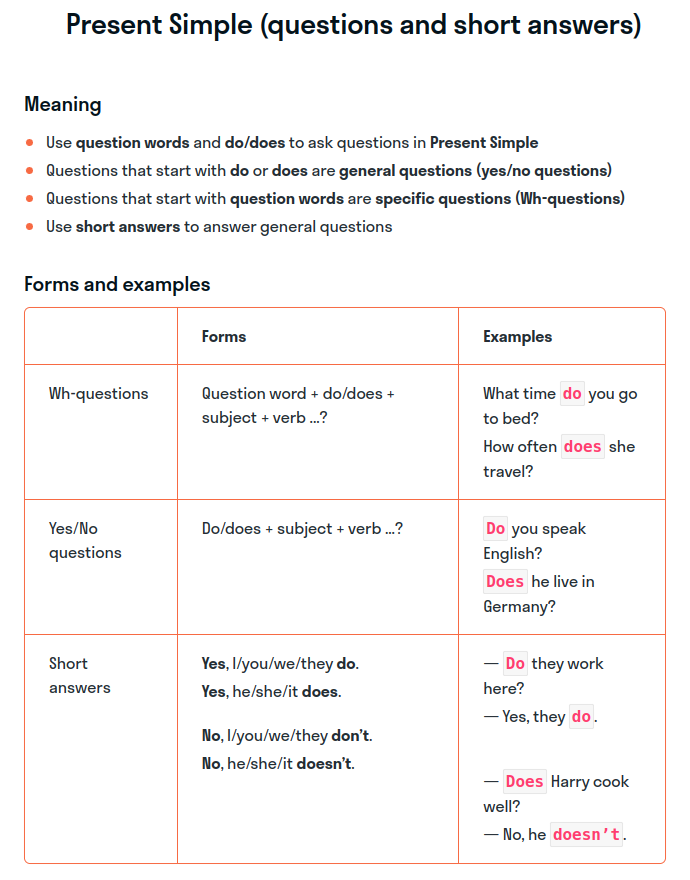 Present Simple (questions and short answers)
Meaning
Use question words and do/does to ask questions in Present Simple
Questions that start with do or does are general questions (yes/no questions)
Questions that start with question words are specific questions (Wh-questions)
Use short answers to answer general questions
Forms and examples
Forms
Examples
Wh-questions
Question word + do/does +
subject + verb ...?
What time do you go
to bed?
How often does she
travel?
Yes/No
questions
Do/does + subject + verb ...?
Do you speak
English?
Does he live in
Germany?
Short
answers
Yes, I/you/we/they do.
Yes, he/she/it does.
No, I/you/we/they don’t.
No, he/she/it doesn’t.
— Do they work
here?
— Yes, they do.
— Does Harry cook
well?
— No, he doesn’t.